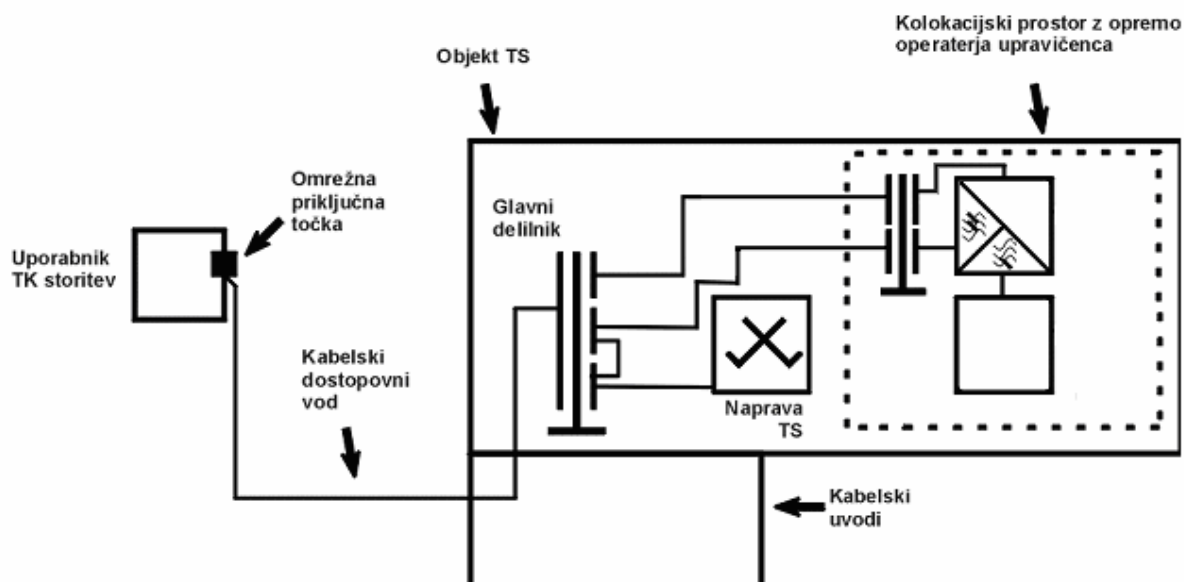 Kolokacijski prostor z opremo
operaterja upravičenca
Objekt TS
Omrežna
priključna
točka
Glavni
delilnik
Uporabnik
TK storitev
Kabelski
dostopovni
vod
Naprava
TS
Kabelski
uvodi